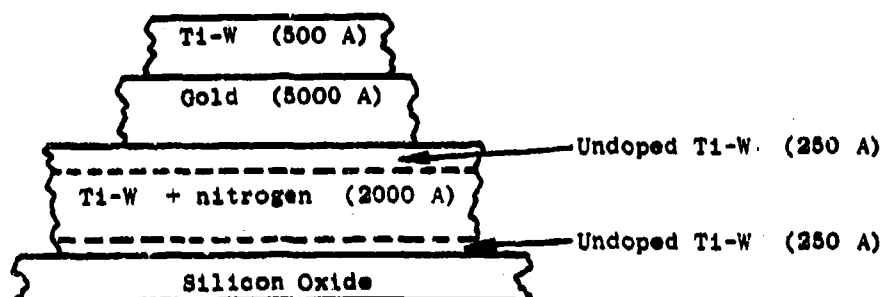 Ti-W (500 A)
Gold (5000 A)
Undoped Ti-W (250 A)
Ti-W + nitrogen (2000 A)
Undoped Ti-W (250 A)
Silicon Oxide